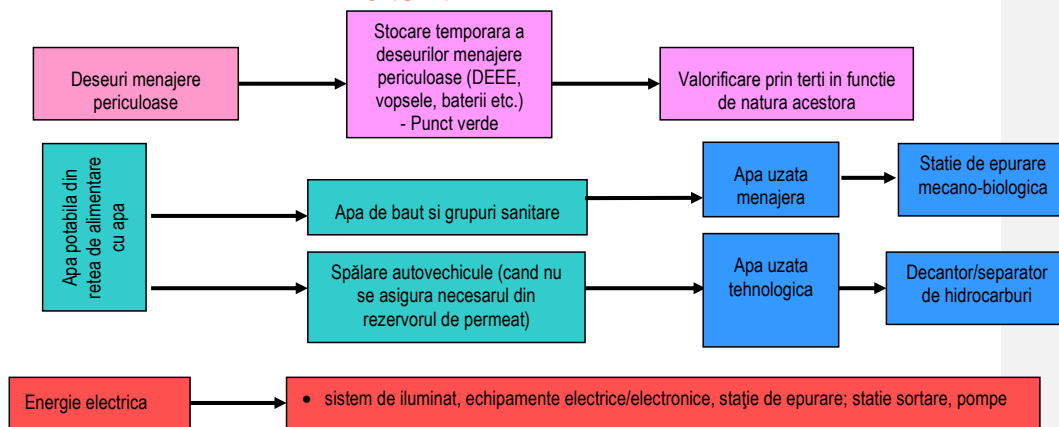 Deseuri menajere
periculoase
Stocare temporara a
deseurilor menajere
periculoase (DEEE,
vopsele, baterii etc.)
- Punct verde
Valorificare prin terti in functie
de natura acestora
Apa potabila din
retea de alimentare
cu apa
Apa de baut si grupuri sanitare
Apa uzata
menajera
Statie de epurare
mecano-biologica
Spălare autovechicule (cand nu
se asigura necesarul din
rezervorul de permeat)
Apa uzata
tehnologica
Decantor/separator
de hidrocarburi
Energie electrica
• sistem de iluminat, echipamente electrice/electronice, staţie de epurare; statie sortare, pompe